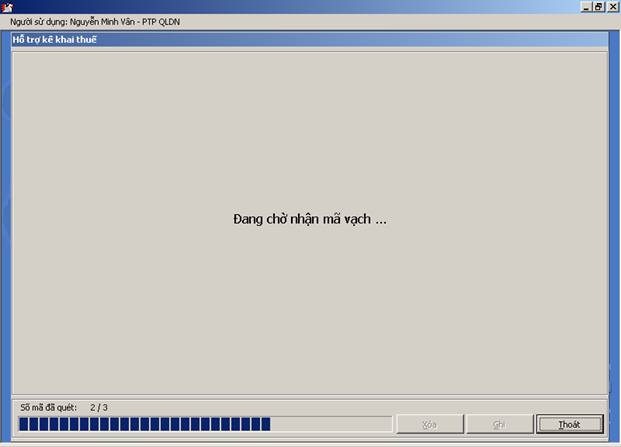 Người sử dụng: Nguyễn Minh Vân - PTP QLDN
Hỗ trợ kê khai thuế
Đang chờ nhận mã vạch ...
Số mã đã quét: 2 / 3
Xóa
Ghi
Thoát